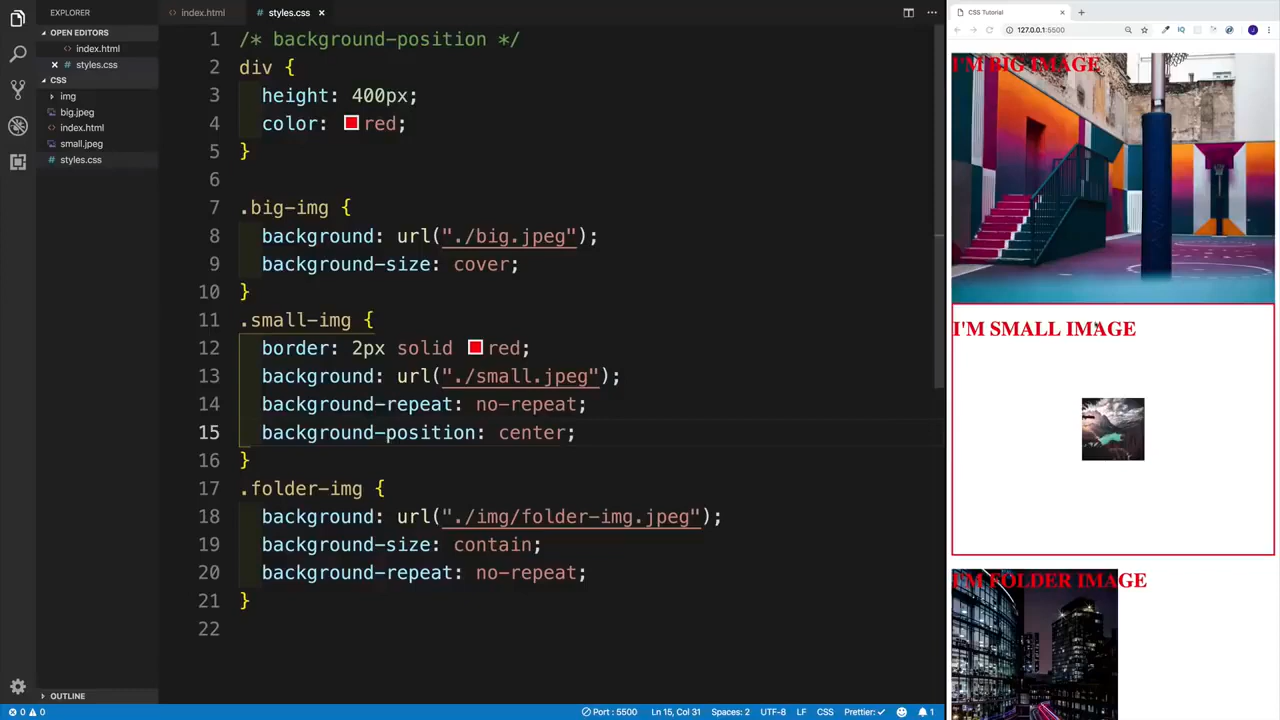 EXPLORER
OPEN EDITORS
index.html
styles.css
CSS
img
big.jpeg
index.html
small.jpeg
styles.css
OUTLINE
index.html
styles.css
1 /* background-position */
2 div {
3 height: 400px;
4 color: red;
5 }
6
7 .big-img {
8 background: url("./big.jpeg");
9 background-size: cover;
10 }
11 .small-img {
12 border: 2px solid red;
13 background: url("./small.jpeg");
14 background-repeat: no-repeat;
15 background-position: center;
16 }
17 .folder-img {
18 background: url("./img/folder-img.jpeg");
19 background-size: contain;
20 background-repeat: no-repeat;
21 }
22
CSS Tutorial
127.0.0.1:5500
I'M BIG IMAGE
I'M SMALL IMAGE
I'M FOLDER IMAGE
0 0 Port : 5500 Ln 15, Col 31 Spaces: 2 UTF-8 LF CSS Prettier: ✓ 1